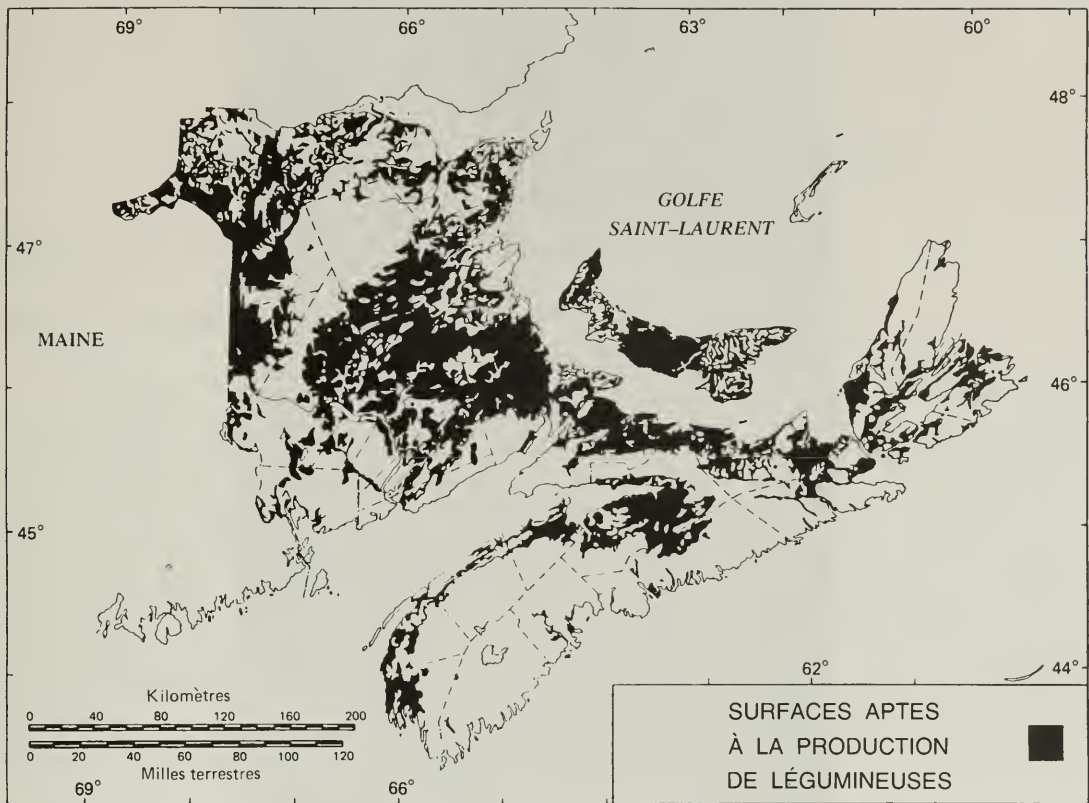 69° 66° 63° 60°
48°
GOLFE
SAINT–LAURENT
47°
MAINE
46°
45°
62° 44°
Kilomètres
0 40 80 120 160 200
0 20 40 60 80 100 120
Milles terrestres
69° 66°
SURFACES APTES
À LA PRODUCTION
DE LÉGUMINEUSES